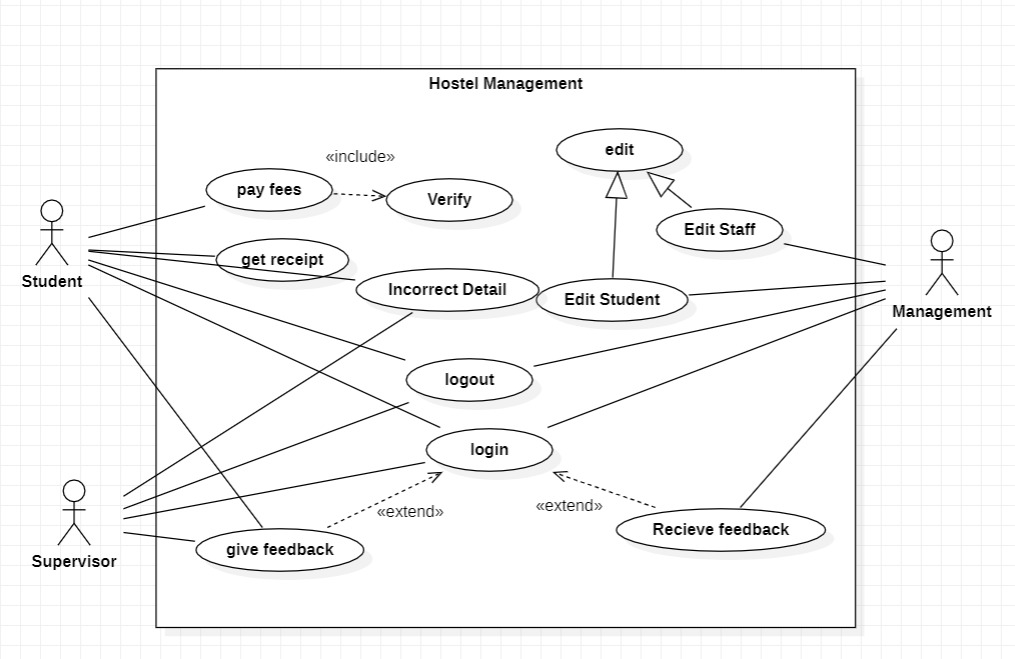 Hostel Management
edit
«include»
pay fees
Verify
Edit Staff
get receipt
Student
Incorrect Detail
Edit Student
Management
logout
login
«extend»
«extend»
Recieve feedback
give feedback
Supervisor